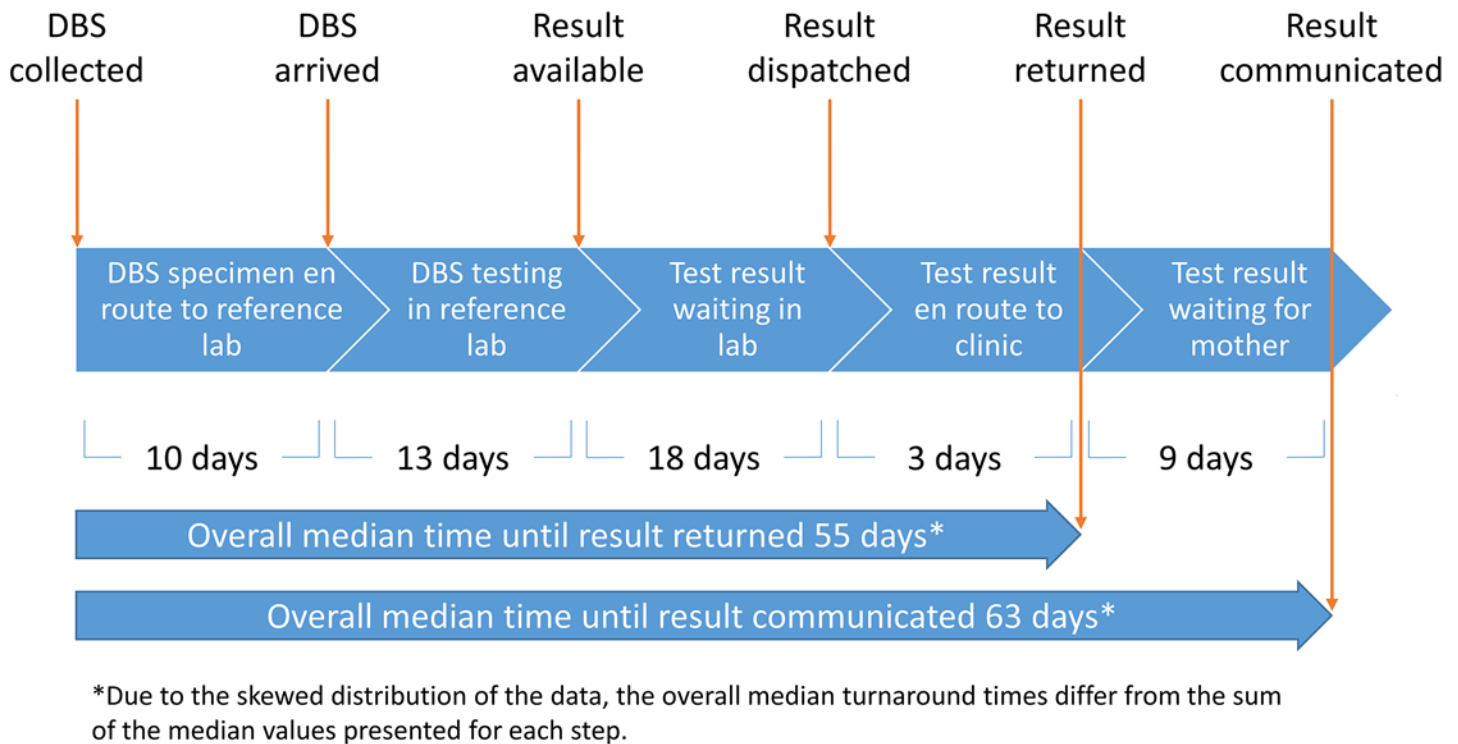 DBS
collected
DBS
arrived
Result
available
Result
dispatched
Result
returned
Result
communicated
DBS specimen en
route to reference
lab
DBS testing
in reference
lab
Test result
waiting in
lab
Test result
en route to
clinic
Test result
waiting for
mother
10 days
13 days
18 days
3 days
9 days
Overall median time until result returned 55 days*
Overall median time until result communicated 63 days*
*Due to the skewed distribution of the data, the overall median turnaround times differ from the sum
of the median values presented for each step.